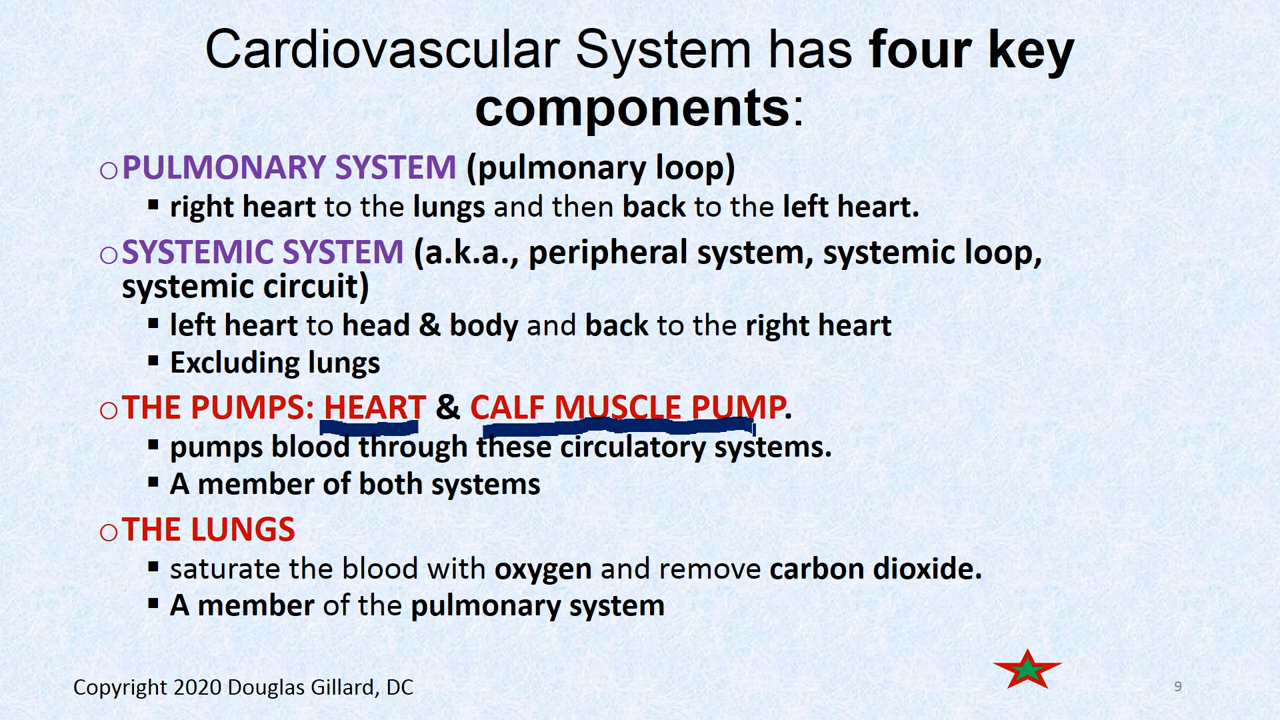 Cardiovascular System has four key
components:
○PULMONARY SYSTEM (pulmonary loop)
▪ right heart to the lungs and then back to the left heart.
○SYSTEMIC SYSTEM (a.k.a., peripheral system, systemic loop,
systemic circuit)
▪ left heart to head & body and back to the right heart
▪ Excluding lungs
○THE PUMPS: HEART & CALF MUSCLE PUMP.
▪ pumps blood through these circulatory systems.
▪ A member of both systems
○THE LUNGS
▪ saturate the blood with oxygen and remove carbon dioxide.
▪ A member of the pulmonary system
Copyright 2020 Douglas Gillard, DC
9